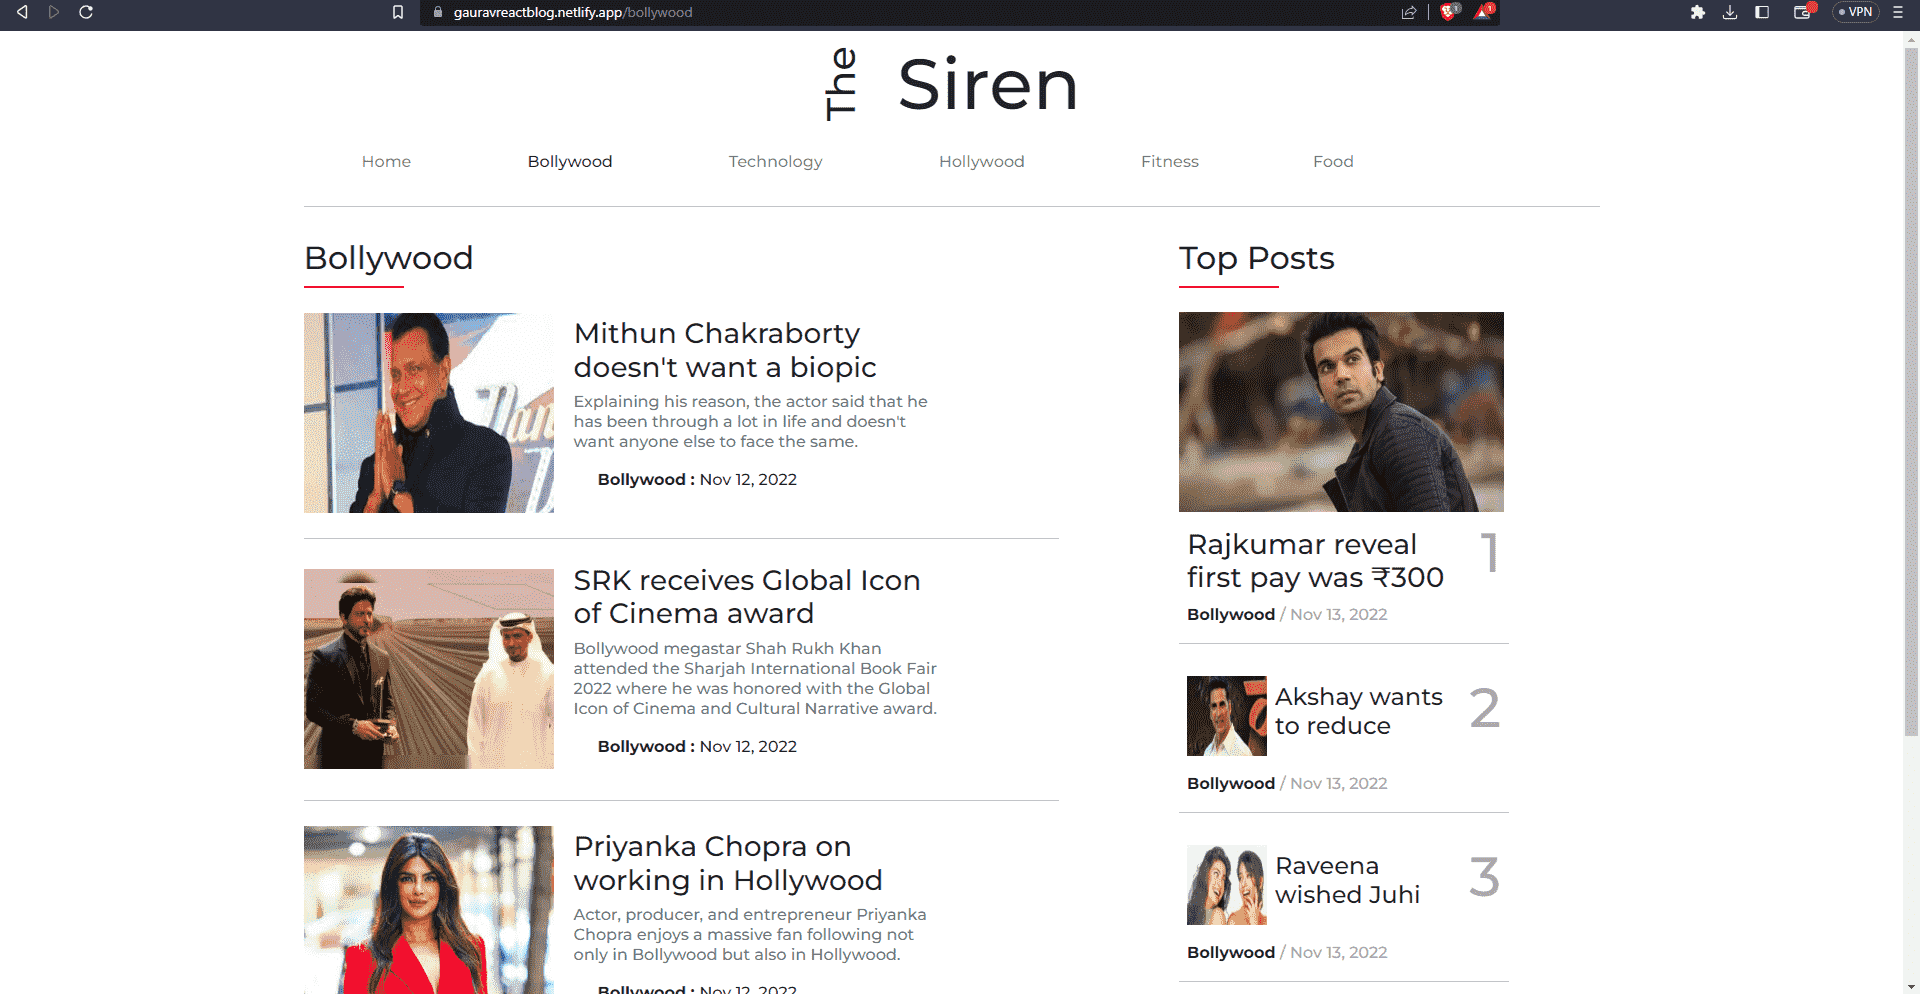 gauravreactblog.netlify.app/bollywood
VPN
The Siren
Home Bollywood Technology Hollywood Fitness Food
Bollywood
Mithun Chakraborty
doesn't want a biopic
Explaining his reason, the actor said that he
has been through a lot in life and doesn't
want anyone else to face the same.
Bollywood : Nov 12, 2022
SRK receives Global Icon
of Cinema award
Bollywood megastar Shah Rukh Khan
attended the Sharjah International Book Fair
2022 where he was honored with the Global
Icon of Cinema and Cultural Narrative award.
Bollywood : Nov 12, 2022
Priyanka Chopra on
working in Hollywood
Actor, producer, and entrepreneur Priyanka
Chopra enjoys a massive fan following not
only in Bollywood but also in Hollywood.
Bollywood : Nov 12, 2022
Top Posts
Rajkumar reveal
first pay was ₹300
1
Bollywood / Nov 13, 2022
Akshay wants
to reduce
2
Bollywood / Nov 13, 2022
Raveena
wished Juhi
3
Bollywood / Nov 13, 2022